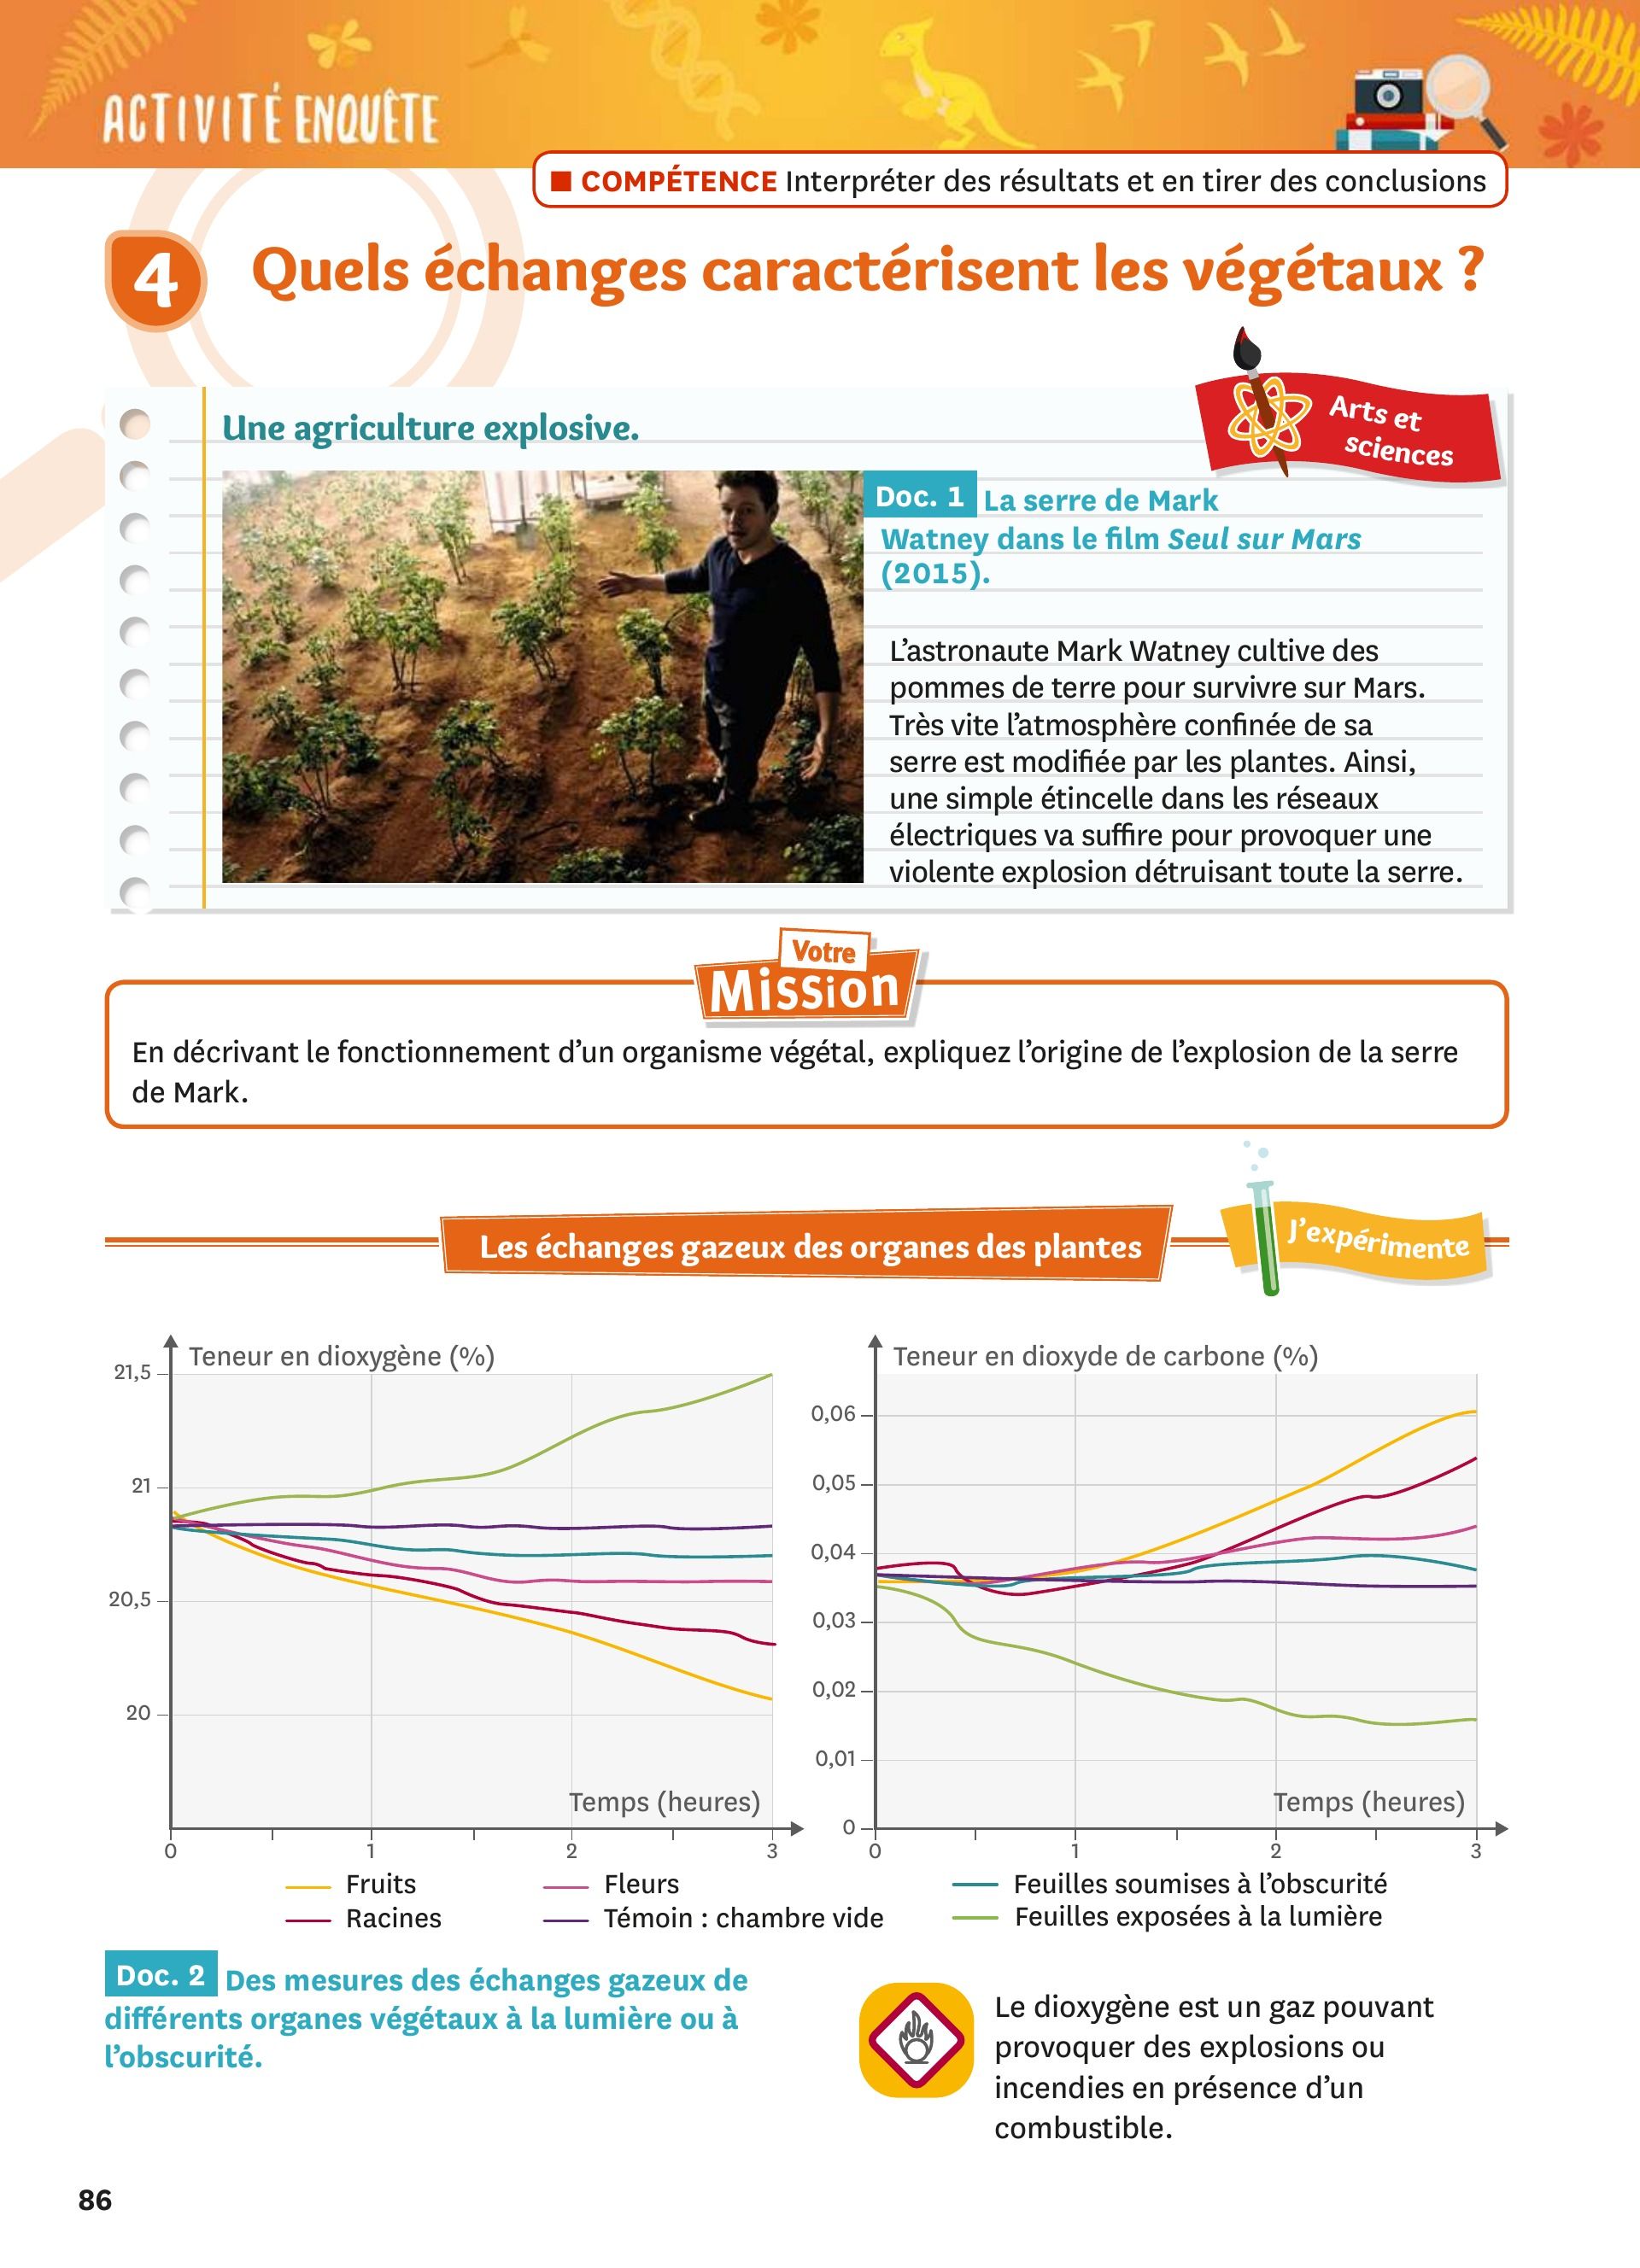 ACTIVITÉ ENQUÊTE
■ COMPÉTENCE Interpréter des résultats et en tirer des conclusions
4 Quels échanges caractérisent les végétaux ?
Arts et
sciences
Une agriculture explosive.
Doc. 1 La serre de Mark
Watney dans le film Seul sur Mars
(2015).
L’astronaute Mark Watney cultive des
pommes de terre pour survivre sur Mars.
Très vite l’atmosphère confinée de sa
serre est modifiée par les plantes. Ainsi,
une simple étincelle dans les réseaux
électriques va suffire pour provoquer une
violente explosion détruisant toute la serre.
Votre
Mission
En décrivant le fonctionnement d’un organisme végétal, expliquez l’origine de l’explosion de la serre
de Mark.
Les échanges gazeux des organes des plantes
J’expérimente
Teneur en dioxygène (%)
21,5
21
20,5
20
Temps (heures)
0 1 2 3
Teneur en dioxyde de carbone (%)
0,06
0,05
0,04
0,03
0,02
0,01
0
Temps (heures)
0 1 2 3
Fruits
Fleurs
Feuilles soumises à l’obscurité
Racines
Témoin : chambre vide
Feuilles exposées à la lumière
Doc. 2 Des mesures des échanges gazeux de
différents organes végétaux à la lumière ou à
l’obscurité.
Le dioxygène est un gaz pouvant
provoquer des explosions ou
incendies en présence d’un
combustible.
86